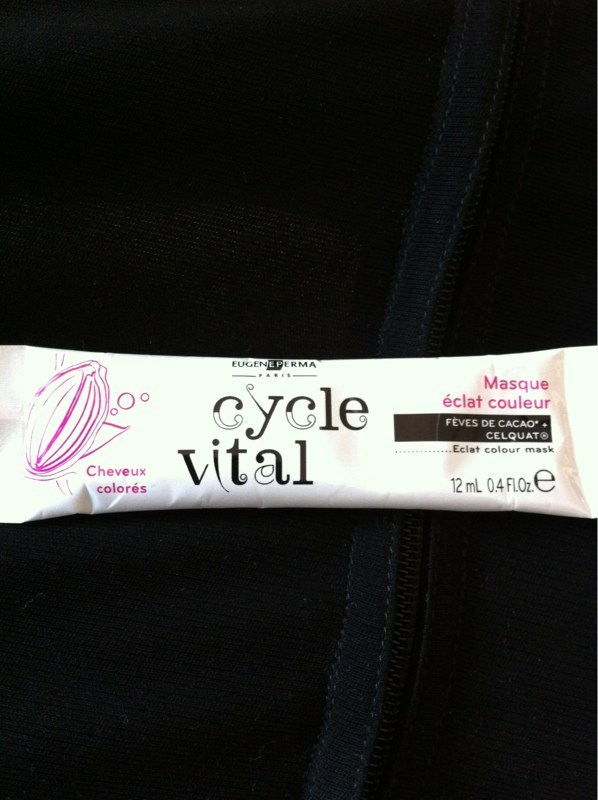 EUGENEPERMA
PARIS
cycle
vital
Cheveux
colorés
Masque
éclat couleur
FÈVES DE CACAO* +
CELQUAT®
Eclat colour mask
12 mL 0.4 Fl.Oz. ℮